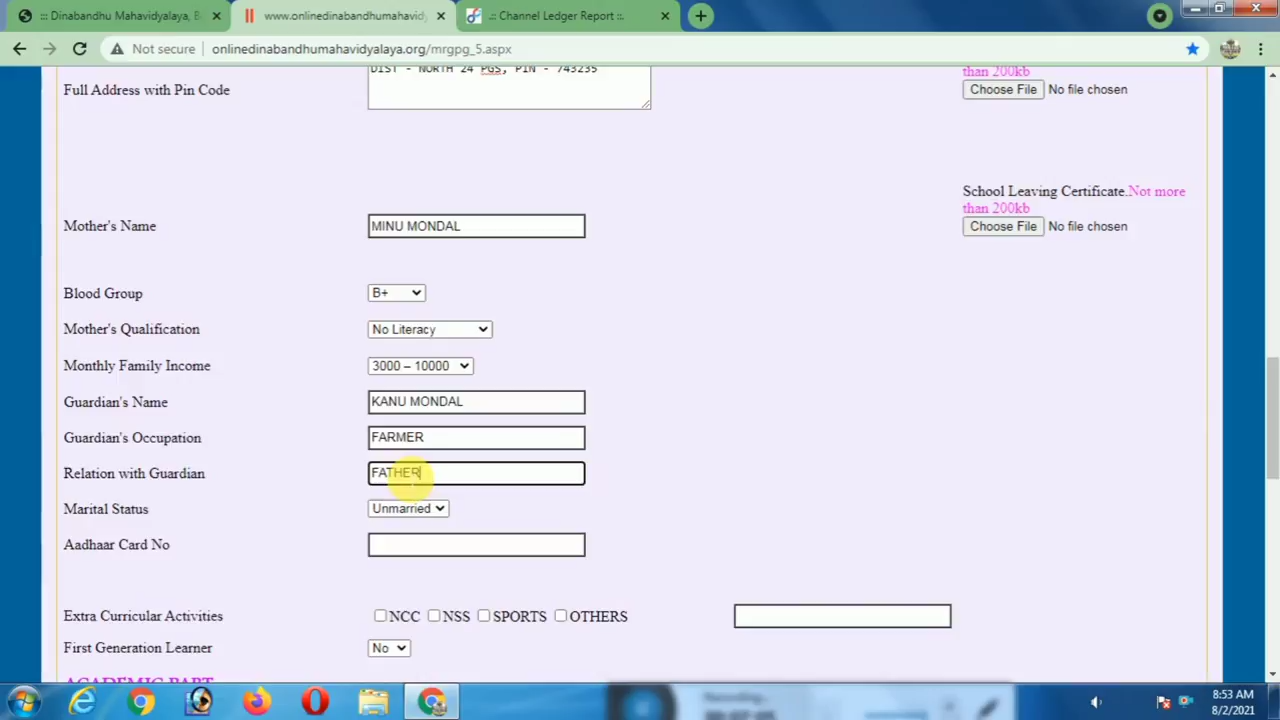 ::: Dinabandhu Mahavidyalaya, B
www.onlinedinabandhumahavidy
.:: Channel Ledger Report ::.
Not secure
onlinedinabandhumahavidyalaya.org/mrgpg_5.aspx
DIST - NORTH 24 PGS, PIN - 743235
than 200kb
Full Address with Pin Code
Choose File No file chosen
School Leaving Certificate..Not more
than 200kb
Mother's Name MINU MONDAL
Choose File No file chosen
Blood Group B+
Mother's Qualification No Literacy
Monthly Family Income 3000 – 10000
Guardian's Name KANU MONDAL
Guardian's Occupation FARMER
Relation with Guardian FATHER
Marital Status Unmarried
Aadhaar Card No
Extra Curricular Activities NCC NSS SPORTS OTHERS
First Generation Learner No
ACADEMIC PART
Recording...
8:53 AM
8/2/2021